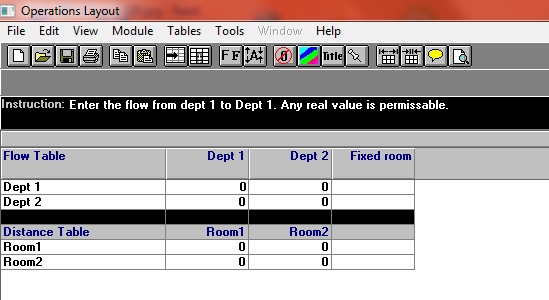 Operations Layout
File Edit View Module Tables Tools Window Help
FF A Title
Instruction: Enter the flow from dept 1 to Dept 1. Any real value is permissable.
Flow Table Dept 1 Dept 2 Fixed room
Dept 1 0 0
Dept 2 0 0
Distance Table Room1 Room2
Room1 0 0
Room2 0 0